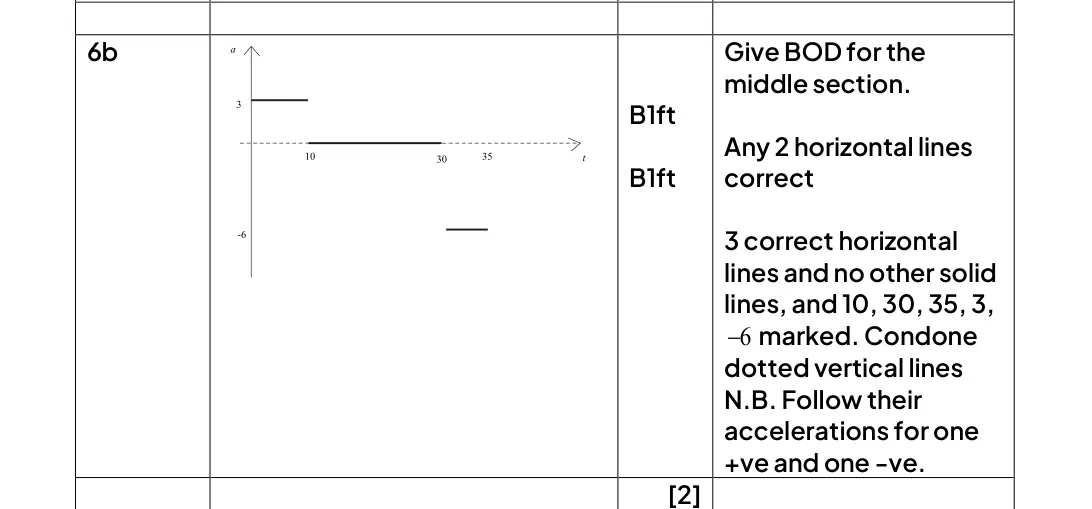 6b
a
3
10
30
35
t
-6
B1ft
B1ft
Give BOD for the
middle section.
Any 2 horizontal lines
correct
3 correct horizontal
lines and no other solid
lines, and 10, 30, 35, 3,
−6 marked. Condone
dotted vertical lines
N.B. Follow their
accelerations for one
+ve and one -ve.
[2]